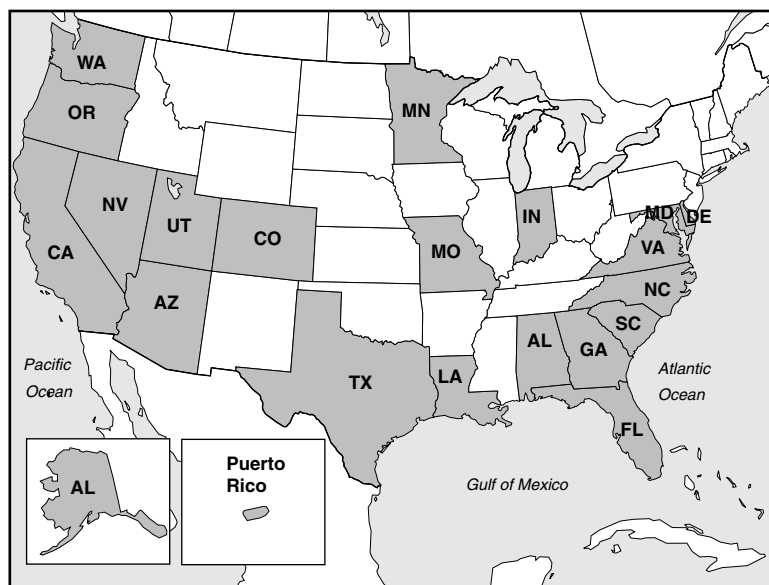 WA
OR
MN
NV
UT
CO
CA
AZ
MO
IN
MD
DE
VA
NC
SC
AL
GA
TX
LA
FL
Pacific
Ocean
Atlantic
Ocean
Gulf of Mexico
AL
Puerto
Rico